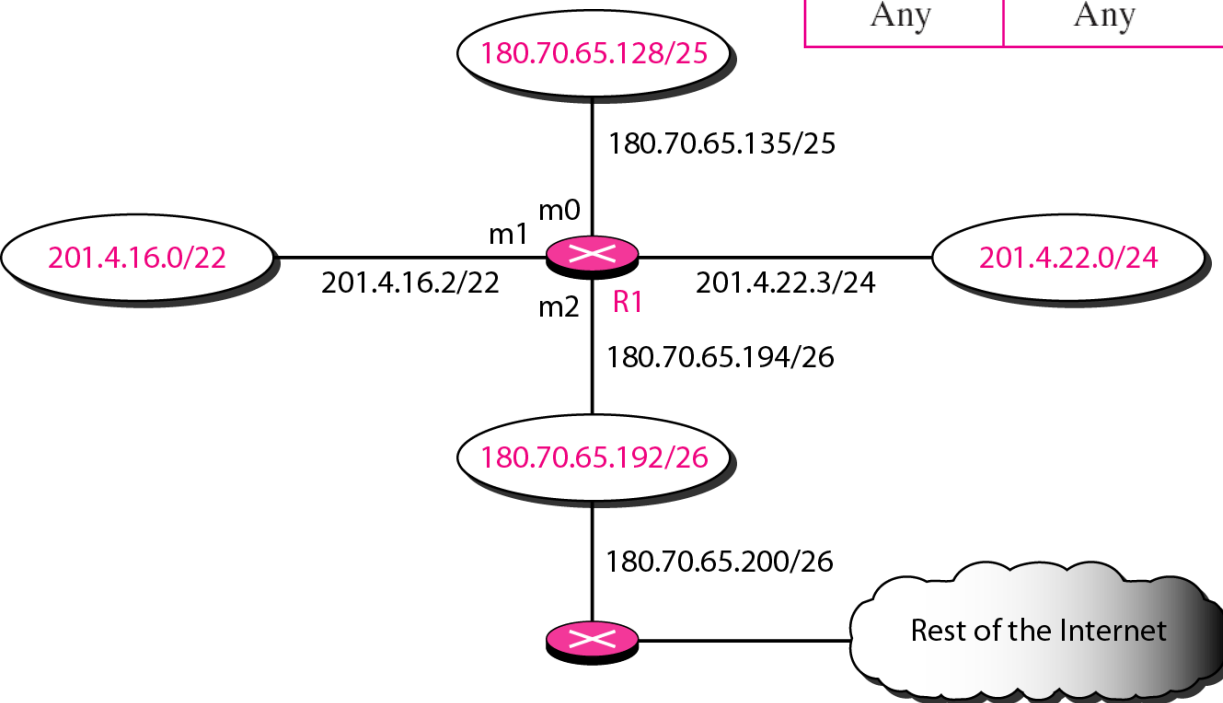 Any Any
180.70.65.128/25
180.70.65.135/25
m0
m1
201.4.16.0/22
201.4.22.0/24
201.4.16.2/22
201.4.22.3/24
m2
R1
180.70.65.194/26
180.70.65.192/26
180.70.65.200/26
Rest of the Internet